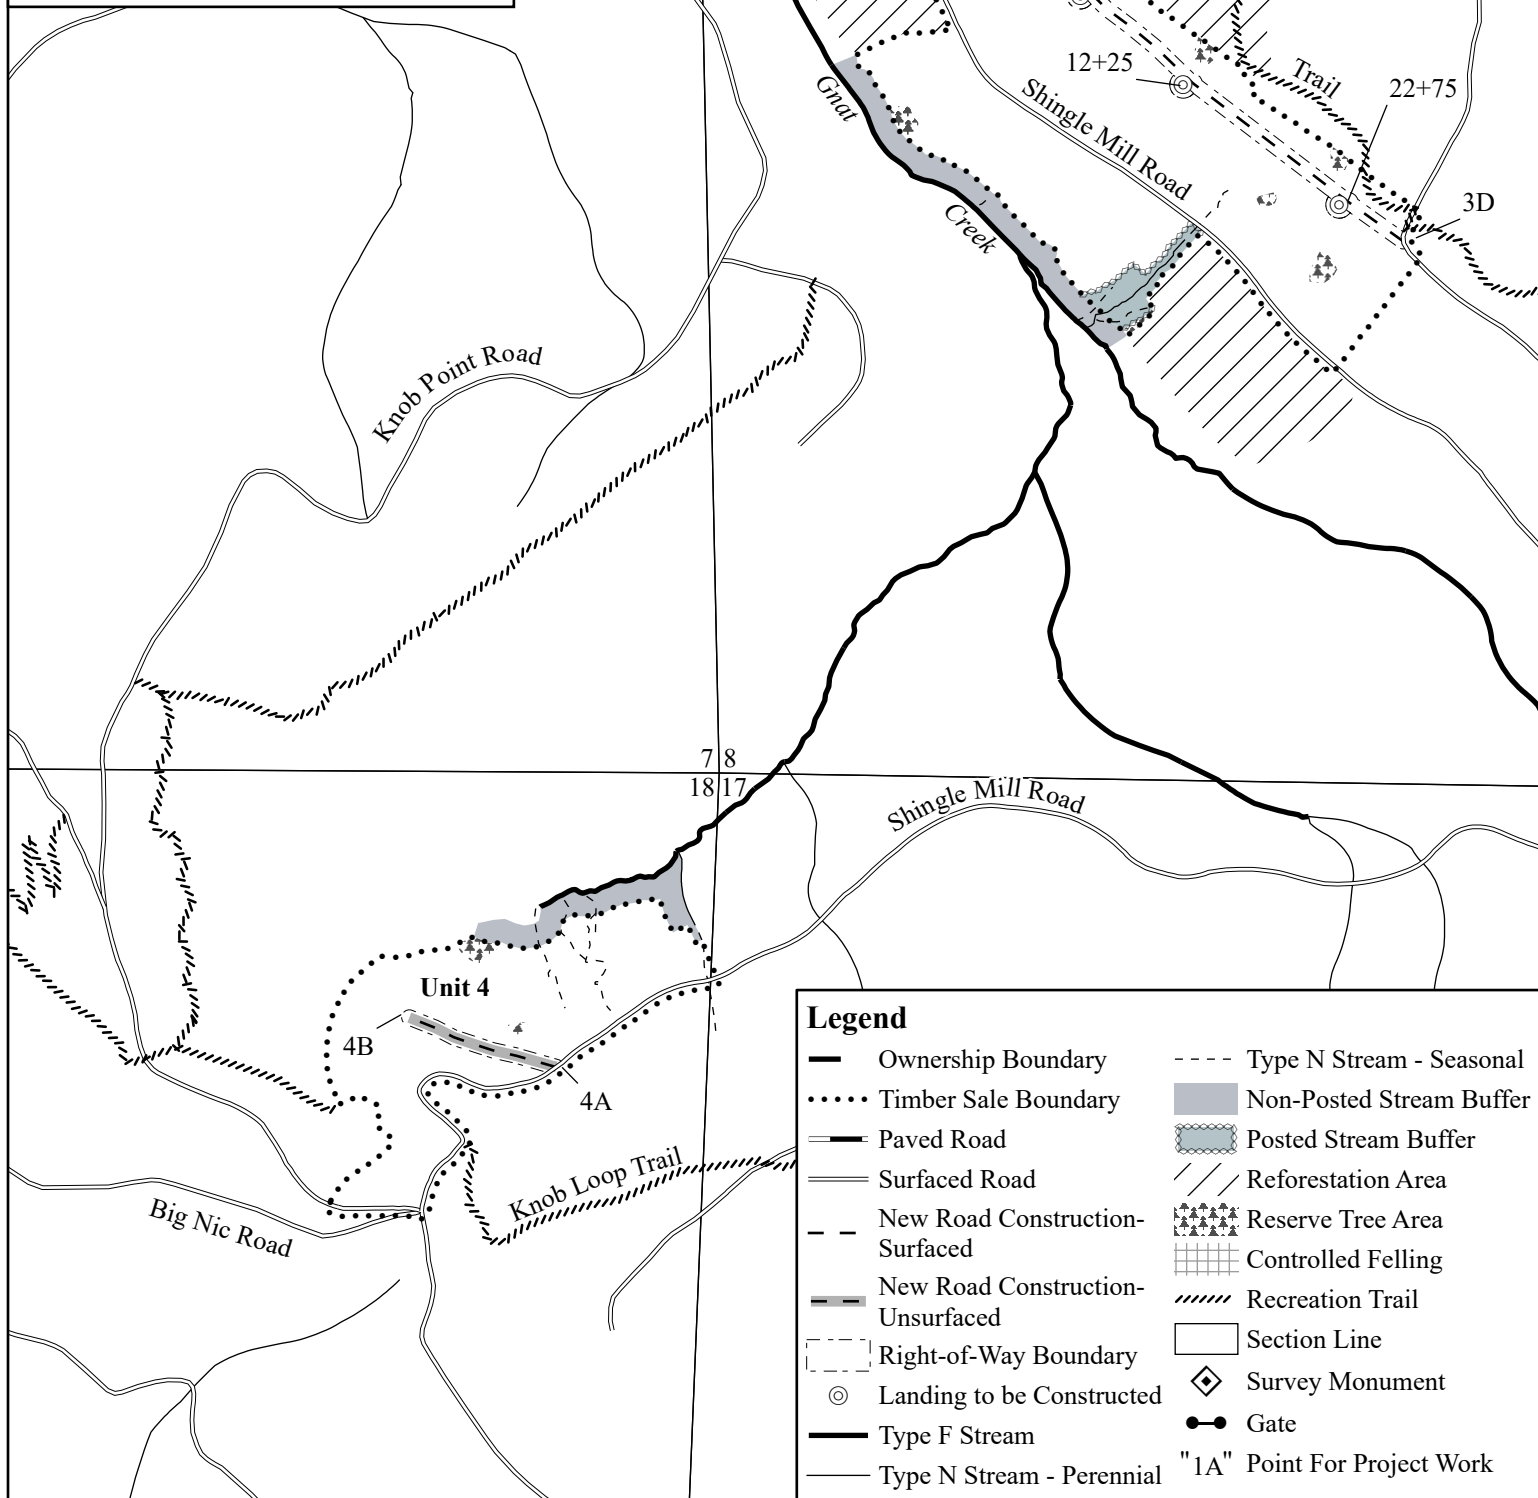 12+25
Trail
22+75
Gnat
Shingle Mill Road
3D
Creek
Knob Point Road
7 8
18 17
Shingle Mill Road
Unit 4
4B
4A
Knob Loop Trail
Big Nic Road
Legend
Ownership Boundary
Timber Sale Boundary
Paved Road
Surfaced Road
New Road Construction-
Surfaced
New Road Construction-
Unsurfaced
Right-of-Way Boundary
Landing to be Constructed
Type F Stream
Type N Stream - Perennial
Type N Stream - Seasonal
Non-Posted Stream Buffer
Posted Stream Buffer
Reforestation Area
Reserve Tree Area
Controlled Felling
Recreation Trail
Section Line
Survey Monument
Gate
"1A" Point For Project Work